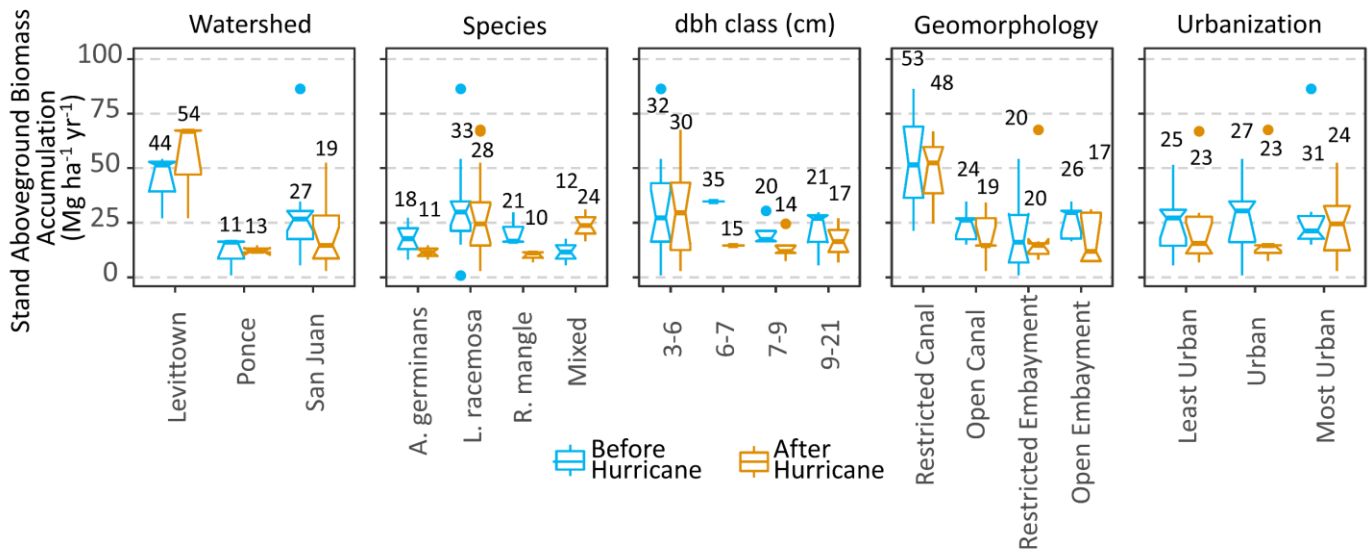 Watershed
Species
dbh class (cm)
Geomorphology
Urbanization
Stand Aboveground Biomass
Accumulation
(Mg ha⁻¹ yr⁻¹)
100
75
50
25
0
44
54
11
13
27
19
18
11
33
28
21
10
12
24
32
30
35
15
20
14
21
17
53
48
24
19
20
20
26
17
25
23
27
23
31
24
Levittown
Ponce
San Juan
A. germinans
L. racemosa
R. mangle
Mixed
3-6
6-7
7-9
9-21
Restricted Canal
Open Canal
Restricted Embayment
Open Embayment
Least Urban
Urban
Most Urban
Before
Hurricane
After
Hurricane